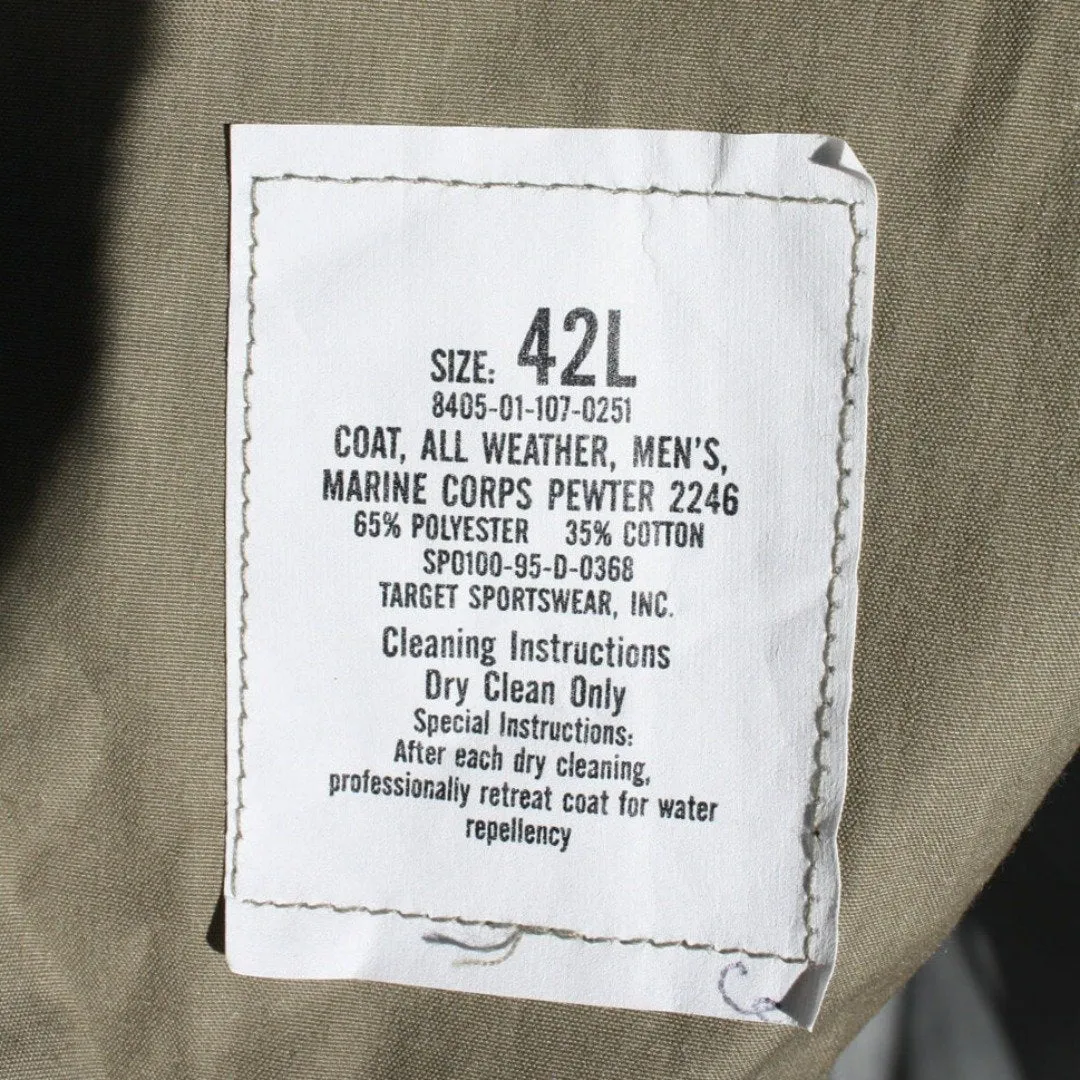 SIZE: 42L
8405-01-107-0251
COAT, ALL WEATHER, MEN'S,
MARINE CORPS PEWTER 2246
65% POLYESTER 35% COTTON
SPO100-95-D-0368
TARGET SPORTSWEAR, INC.
Cleaning Instructions
Dry Clean Only
Special Instructions:
After each dry cleaning,
professionally retreat coat for water
repellency